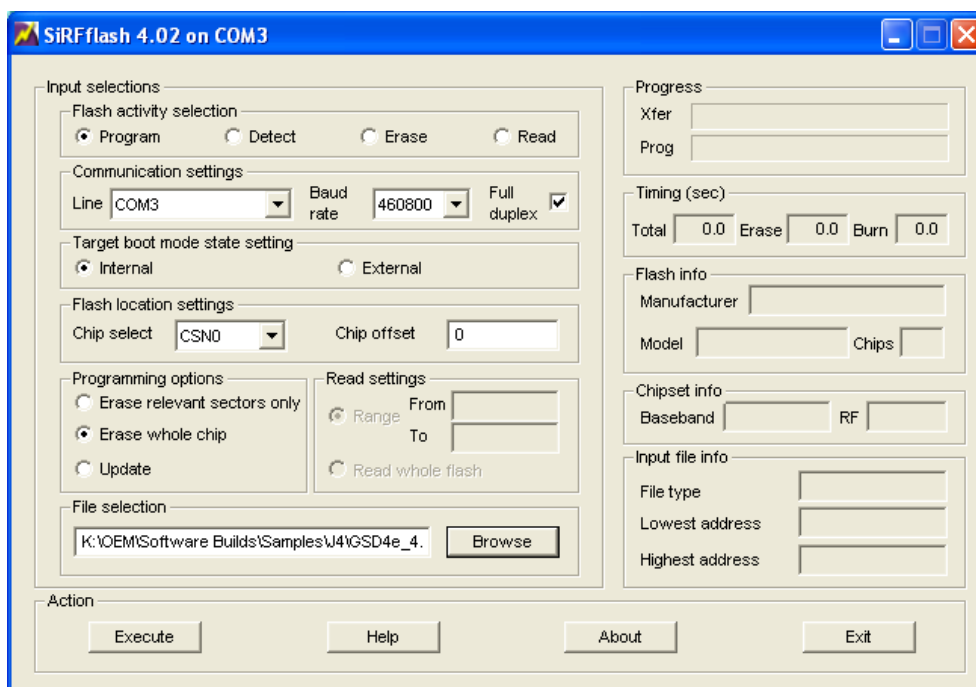 SiRFflash 4.02 on COM3
Input selections
Flash activity selection
Program Detect Erase Read
Communication settings
Line COM3 Baud rate 460800 Full duplex
Target boot mode state setting
Internal External
Flash location settings
Chip select CSN0 Chip offset 0
Programming options
Erase relevant sectors only
Erase whole chip
Update
Read settings
Range From
To
Read whole flash
File selection
K:\OEM\Software Builds\Samples\J4\GSD4e_4. Browse
Progress
Xfer
Prog
Timing (sec)
Total 0.0 Erase 0.0 Burn 0.0
Flash info
Manufacturer
Model Chips
Chipset info
Baseband RF
Input file info
File type
Lowest address
Highest address
Action
Execute Help About Exit